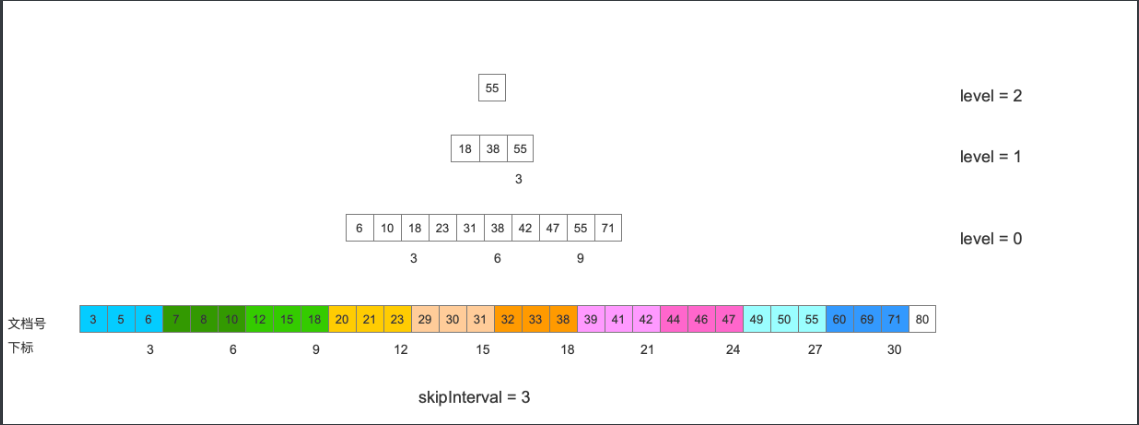 55 level = 2
18 38 55 level = 1
3
6 10 18 23 31 38 42 47 55 71 level = 0
3 6 9
文档号 3 5 6 7 8 10 12 15 18 20 21 23 29 30 31 32 33 38 39 41 42 44 46 47 49 50 55 60 69 71 80
下标 3 6 9 12 15 18 21 24 27 30
skipInterval = 3